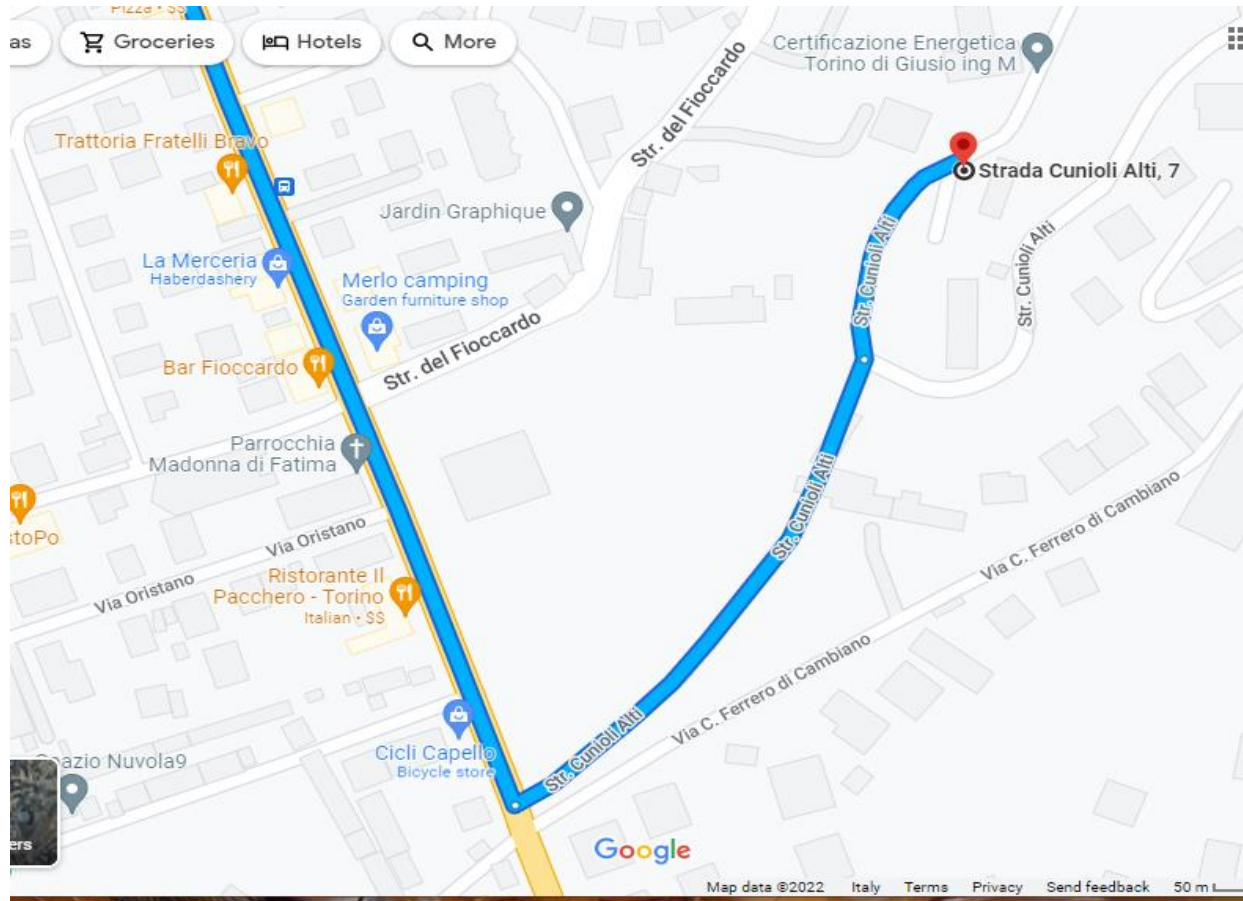 Pizza · $$
as
Groceries
Hotels
More
Certificazione Energetica
Torino di Giusio ing M
Str. del Fioccardo
Trattoria Fratelli Bravo
Strada Cunioli Alti, 7
Jardin Graphique
La Merceria
Haberdashery
Merlo camping
Garden furniture shop
Str. Cunioli Alti
Str. Cunioli Alti
Str. del Fioccardo
Bar Fioccardo
Parrocchia
Madonna di Fatima
Str. Cunioli Alti
stoPo
Via Oristano
Via Oristano
Via C. Ferrero di Cambiano
Ristorante Il
Pacchero - Torino
Italian · $$
Via C. Ferrero di Cambiano
Str. Cunioli Alti
Cicli Capello
Bicycle store
azio Nuvola9
ers
Google
Map data ©2022
Italy
Terms
Privacy
Send feedback
50 m